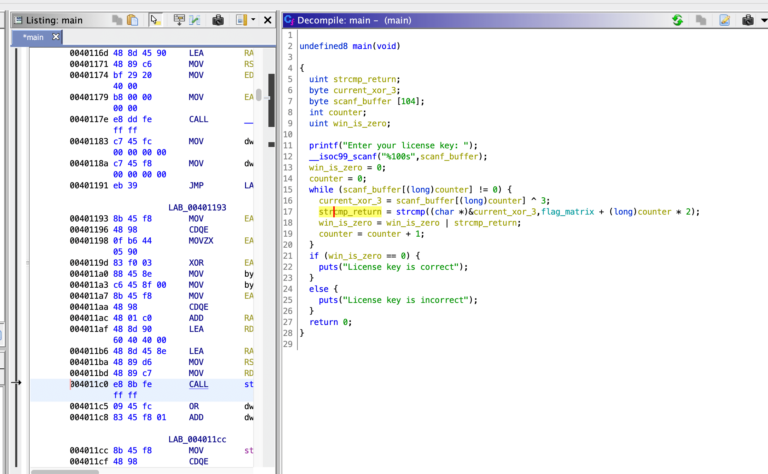 Listing: main
*main
0040116d 48 8d 45 90 LEA RA
00401171 48 89 c6 MOV RS
00401174 bf 29 20 MOV ED
40 00
00401179 b8 00 00 MOV EA
00 00
0040117e e8 dd fe CALL __
ff ff
00401183 c7 45 fc MOV dw
00 00 00 00
0040118a c7 45 f8 MOV dw
00 00 00 00
00401191 eb 39 JMP LA
LAB_00401193
00401193 8b 45 f8 MOV EA
00401196 48 98 CDQE
00401198 0f b6 44 MOVZX EA
05 90
0040119d 83 f0 03 XOR EA
004011a0 88 45 8e MOV by
004011a3 c6 45 8f 00 MOV by
004011a7 8b 45 f8 MOV EA
004011aa 48 98 CDQE
004011ac 48 01 c0 ADD RA
004011af 48 8d 90 LEA RD
60 40 40 00
004011b6 48 8d 45 8e LEA RA
004011ba 48 89 d6 MOV RS
004011bd 48 89 c7 MOV RD
004011c0 e8 8b fe CALL st
ff ff
004011c5 09 45 fc OR dw
004011c8 83 45 f8 01 ADD dw
LAB_004011cc
004011cc 8b 45 f8 MOV st
004011cf 48 98 CDQE
Decompile: main - (main)
1
2 undefined8 main(void)
3
4 {
5 uint strcmp_return;
6 byte current_xor_3;
7 byte scanf_buffer [104];
8 int counter;
9 uint win_is_zero;
10
11 printf("Enter your license key: ");
12 __isoc99_scanf("%100s",scanf_buffer);
13 win_is_zero = 0;
14 counter = 0;
15 while (scanf_buffer[(long)counter] != 0) {
16 current_xor_3 = scanf_buffer[(long)counter] ^ 3;
17 strcmp_return = strcmp((char *)&current_xor_3,flag_matrix + (long)counter * 2);
18 win_is_zero = win_is_zero | strcmp_return;
19 counter = counter + 1;
20 }
21 if (win_is_zero == 0) {
22 puts("License key is correct");
23 }
24 else {
25 puts("License key is incorrect");
26 }
27 return 0;
28 }
29